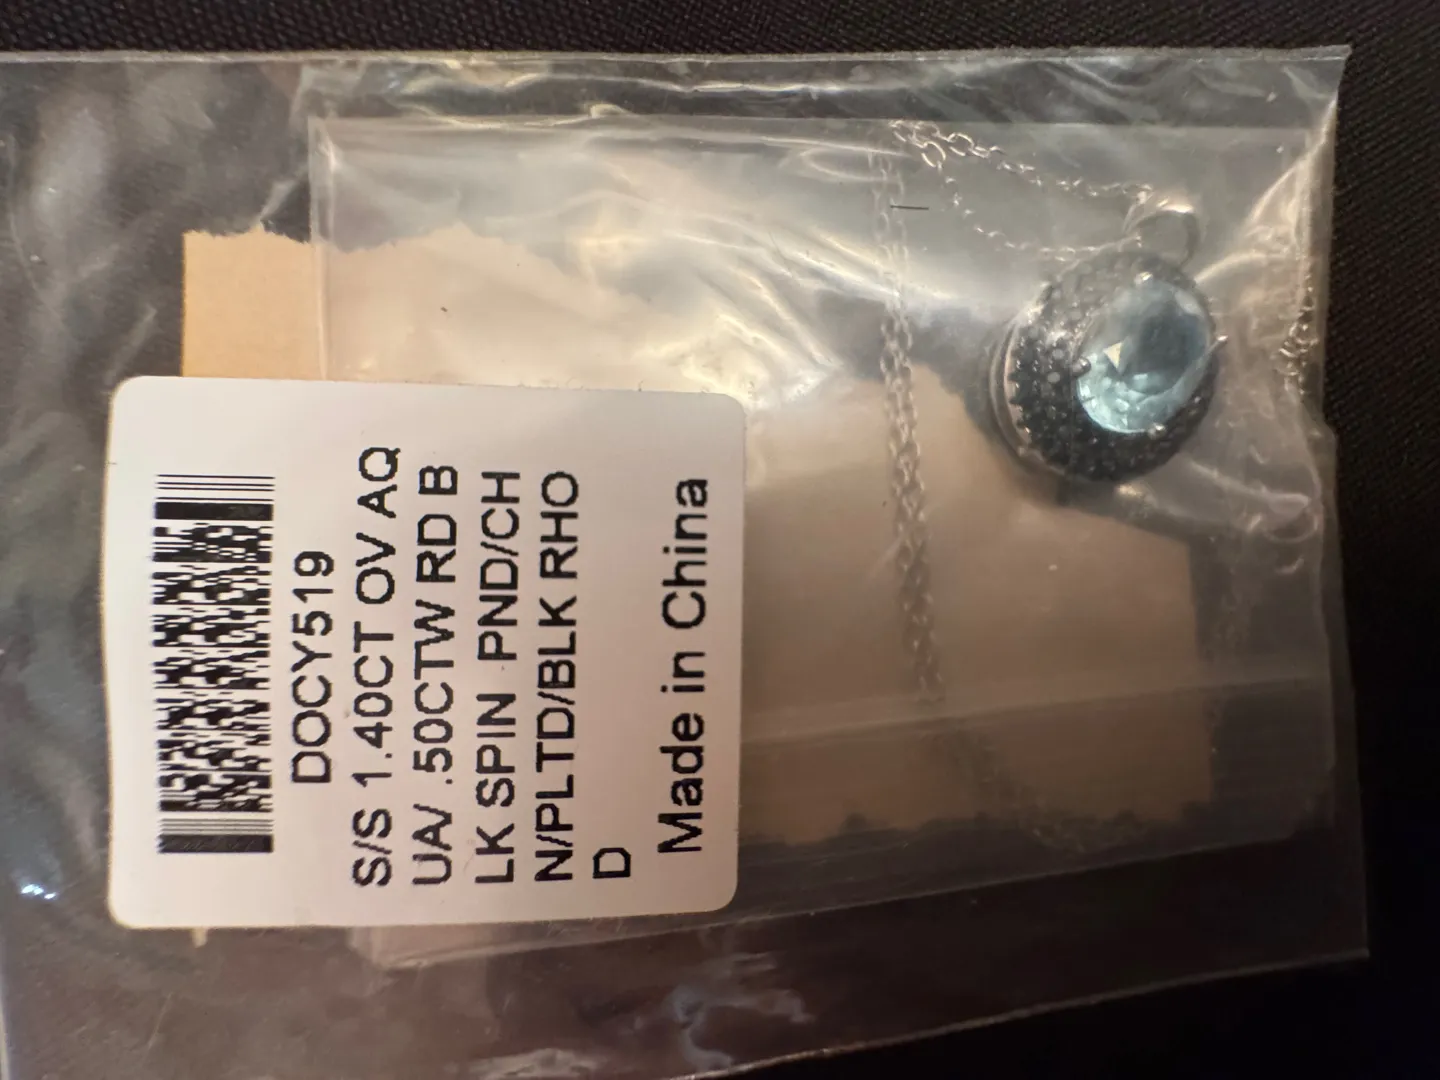 DOCY519
S/S 1.40CT OV AQ
UA/ .50CTW RD B
LK SPIN PND/CH
N/PLTD/BLK RHO
D
Made in China